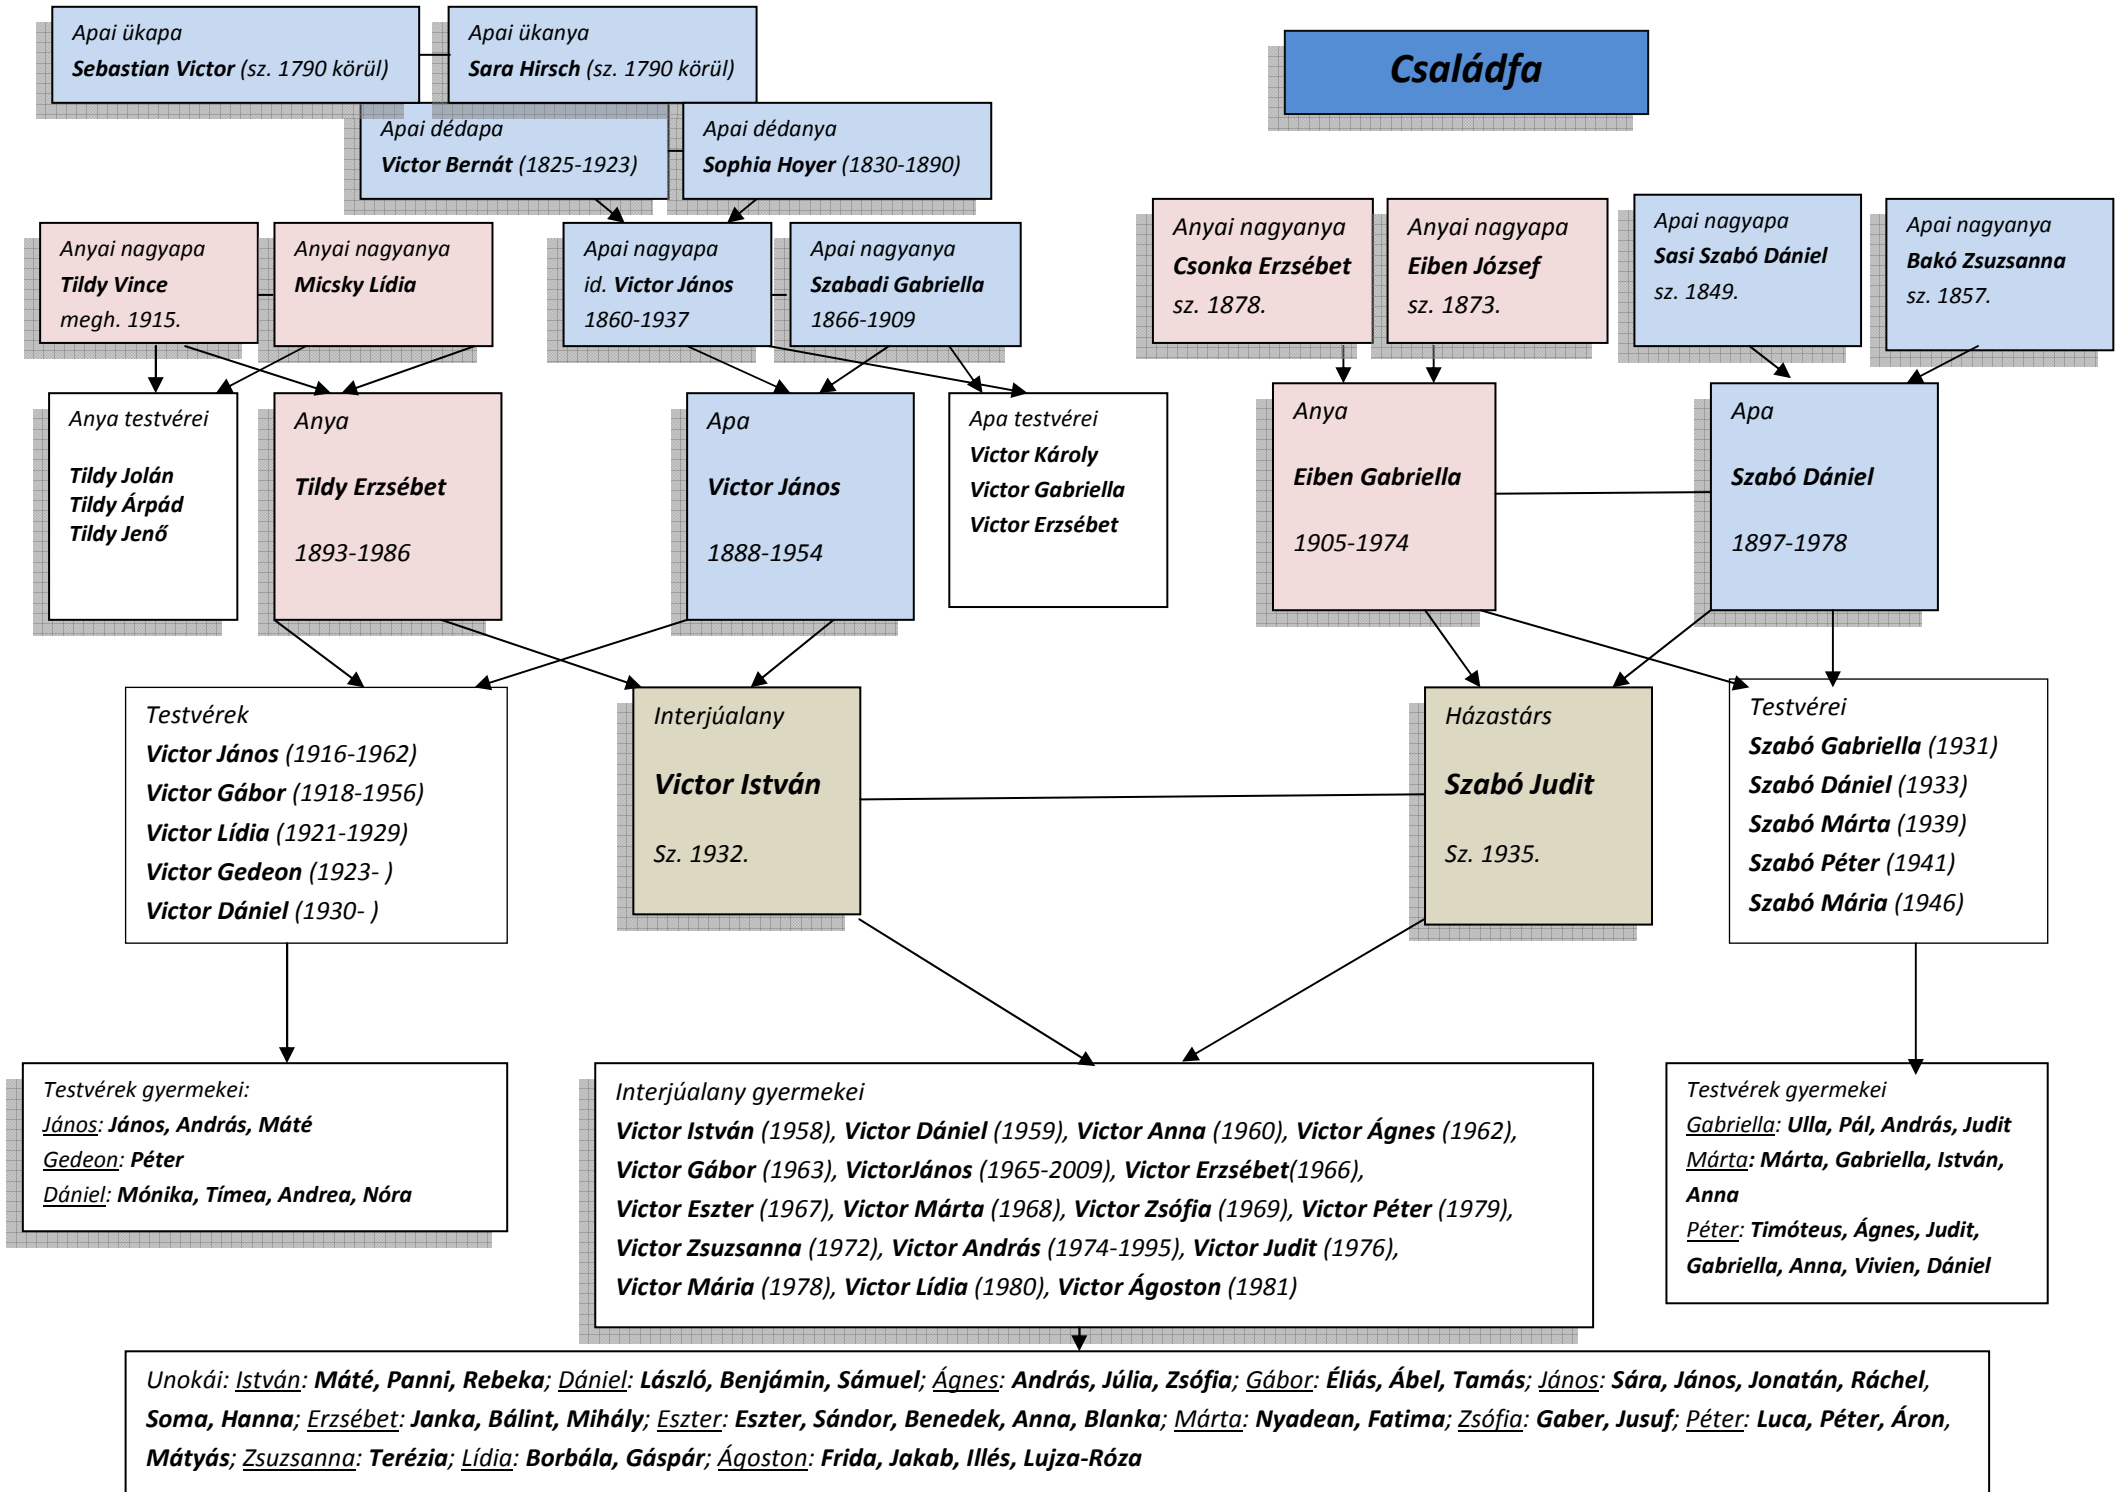 Apai ükapa
Sebastian Victor (sz. 1790 körül)
Apai ükanya
Sara Hirsch (sz. 1790 körül)
Családfa
Apai dédapa
Victor Bernát (1825-1923)
Apai dédanya
Sophia Hoyer (1830-1890)
Anyai nagyapa
Tildy Vince
megh. 1915.
Anyai nagyanya
Micsky Lídia
Apai nagyapa
id. Victor János
1860-1937
Apai nagyanya
Szabadi Gabriella
1866-1909
Anyai nagyanya
Csonka Erzsébet
sz. 1878.
Anyai nagyapa
Eiben József
sz. 1873.
Apai nagyapa
Sasi Szabó Dániel
sz. 1849.
Apai nagyanya
Bakó Zsuzsanna
sz. 1857.
Anya testvérei
Tildy Jolán
Tildy Árpád
Tildy Jenő
Anya
Tildy Erzsébet
1893-1986
Apa
Victor János
1888-1954
Apa testvérei
Victor Károly
Victor Gabriella
Victor Erzsébet
Anya
Eiben Gabriella
1905-1974
Apa
Szabó Dániel
1897-1978
Testvérek
Victor János (1916-1962)
Victor Gábor (1918-1956)
Victor Lídia (1921-1929)
Victor Gedeon (1923- )
Victor Dániel (1930- )
Interjúalany
Victor István
Sz. 1932.
Házastárs
Szabó Judit
Sz. 1935.
Testvérei
Szabó Gabriella (1931)
Szabó Dániel (1933)
Szabó Márta (1939)
Szabó Péter (1941)
Szabó Mária (1946)
Testvérek gyermekei:
János: János, András, Máté
Gedeon: Péter
Dániel: Mónika, Tímea, Andrea, Nóra
Interjúalany gyermekei
Victor István (1958), Victor Dániel (1959), Victor Anna (1960), Victor Ágnes (1962),
Victor Gábor (1963), VictorJános (1965-2009), Victor Erzsébet(1966),
Victor Eszter (1967), Victor Márta (1968), Victor Zsófia (1969), Victor Péter (1979),
Victor Zsuzsanna (1972), Victor András (1974-1995), Victor Judit (1976),
Victor Mária (1978), Victor Lídia (1980), Victor Ágoston (1981)
Testvérek gyermekei
Gabriella: Ulla, Pál, András, Judit
Márta: Márta, Gabriella, István,
Anna
Péter: Timóteus, Ágnes, Judit,
Gabriella, Anna, Vivien, Dániel
Unokái: István: Máté, Panni, Rebeka; Dániel: László, Benjámin, Sámuel; Ágnes: András, Júlia, Zsófia; Gábor: Éliás, Ábel, Tamás; János: Sára, János, Jonatán, Ráchel,
Soma, Hanna; Erzsébet: Janka, Bálint, Mihály; Eszter: Eszter, Sándor, Benedek, Anna, Blanka; Márta: Nyadean, Fatima; Zsófia: Gaber, Jusuf; Péter: Luca, Péter, Áron,
Mátyás; Zsuzsanna: Terézia; Lídia: Borbála, Gáspár; Ágoston: Frida, Jakab, Illés, Lujza-Róza